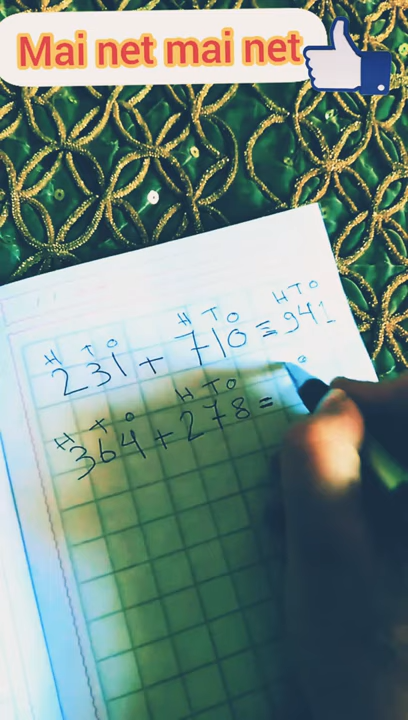 Mai net mai net
H T O H T O H T O
231 + 710 = 941
H T O H T O
364 + 278 =